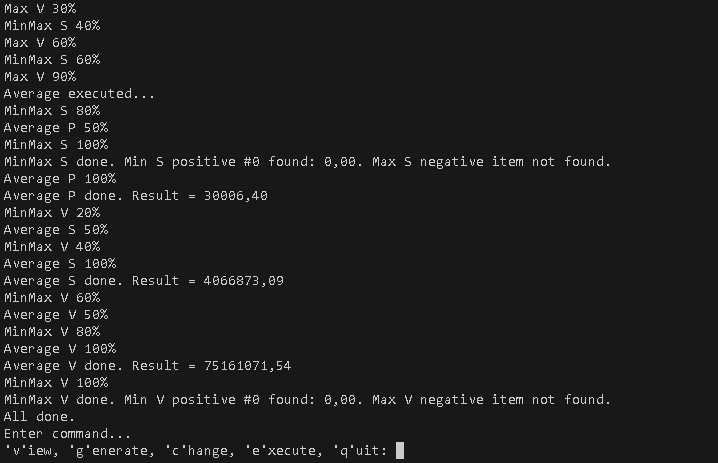 Max V 30%
MinMax S 40%
Max V 60%
MinMax S 60%
Max V 90%
Average executed...
MinMax S 80%
Average P 50%
MinMax S 100%
MinMax S done. Min S positive #0 found: 0,00. Max S negative item not found.
Average P 100%
Average P done. Result = 30006,40
MinMax V 20%
Average S 50%
MinMax V 40%
Average S 100%
Average S done. Result = 4066873,09
MinMax V 60%
Average V 50%
MinMax V 80%
Average V 100%
Average V done. Result = 75161071,54
MinMax V 100%
MinMax V done. Min V positive #0 found: 0,00. Max V negative item not found.
All done.
Enter command...
'v'iew, 'g'enerate, 'c'hange, 'e'xecute, 'q'uit: